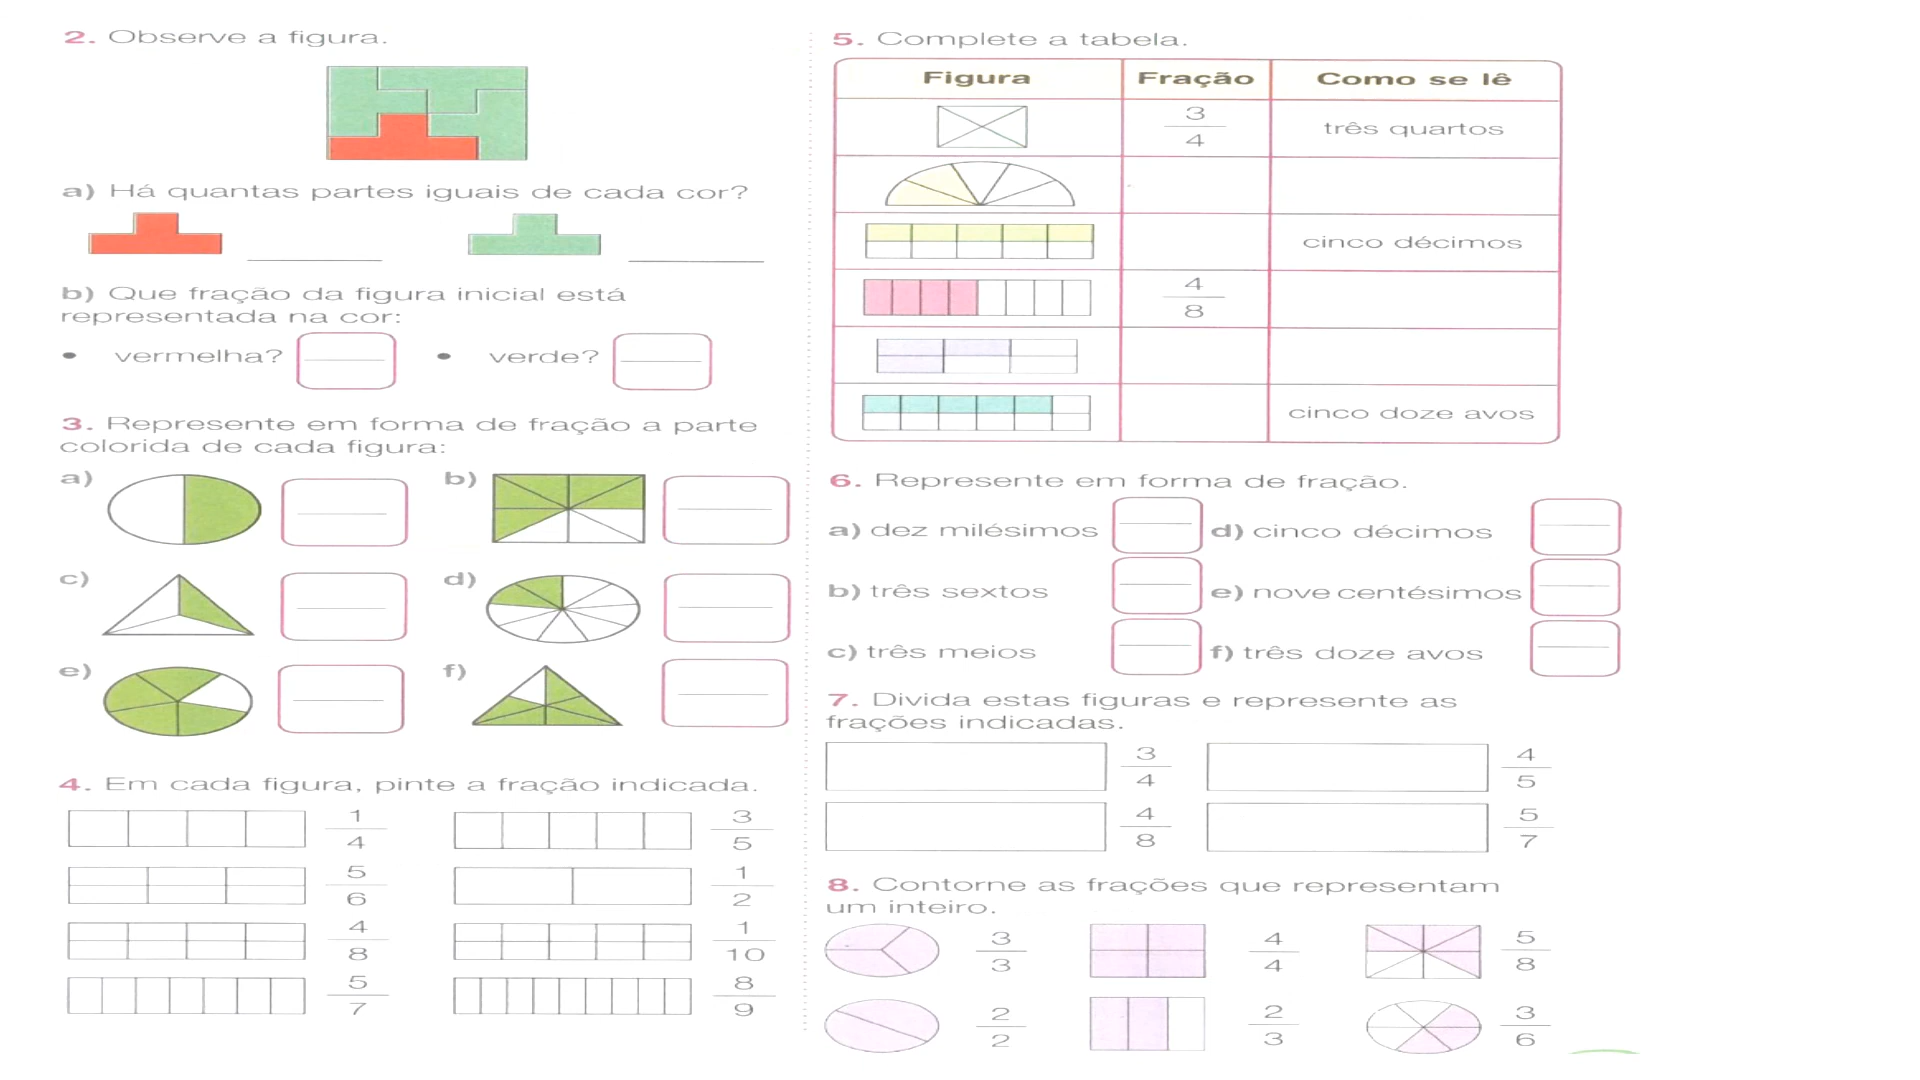 2. Observe a figura.
a) Há quantas partes iguais de cada cor?
b) Que fração da figura inicial está
representada na cor:
• vermelha? • verde?
3. Represente em forma de fração a parte
colorida de cada figura:
a) b)
c) d)
e) f)
4. Em cada figura, pinte a fração indicada.
1/4 3/5
5/6 1/2
4/8 1/10
5/7 8/9
5. Complete a tabela.
Figura Fração Como se lê
3/4 três quartos
cinco décimos
4/8
cinco doze avos
6. Represente em forma de fração.
a) dez milésimos d) cinco décimos
b) três sextos e) nove centésimos
c) três meios f) três doze avos
7. Divida estas figuras e represente as
frações indicadas.
3/4 4/5
4/8 5/7
8. Contorne as frações que representam
um inteiro.
3/3 4/4 5/8
2/2 2/3 3/6